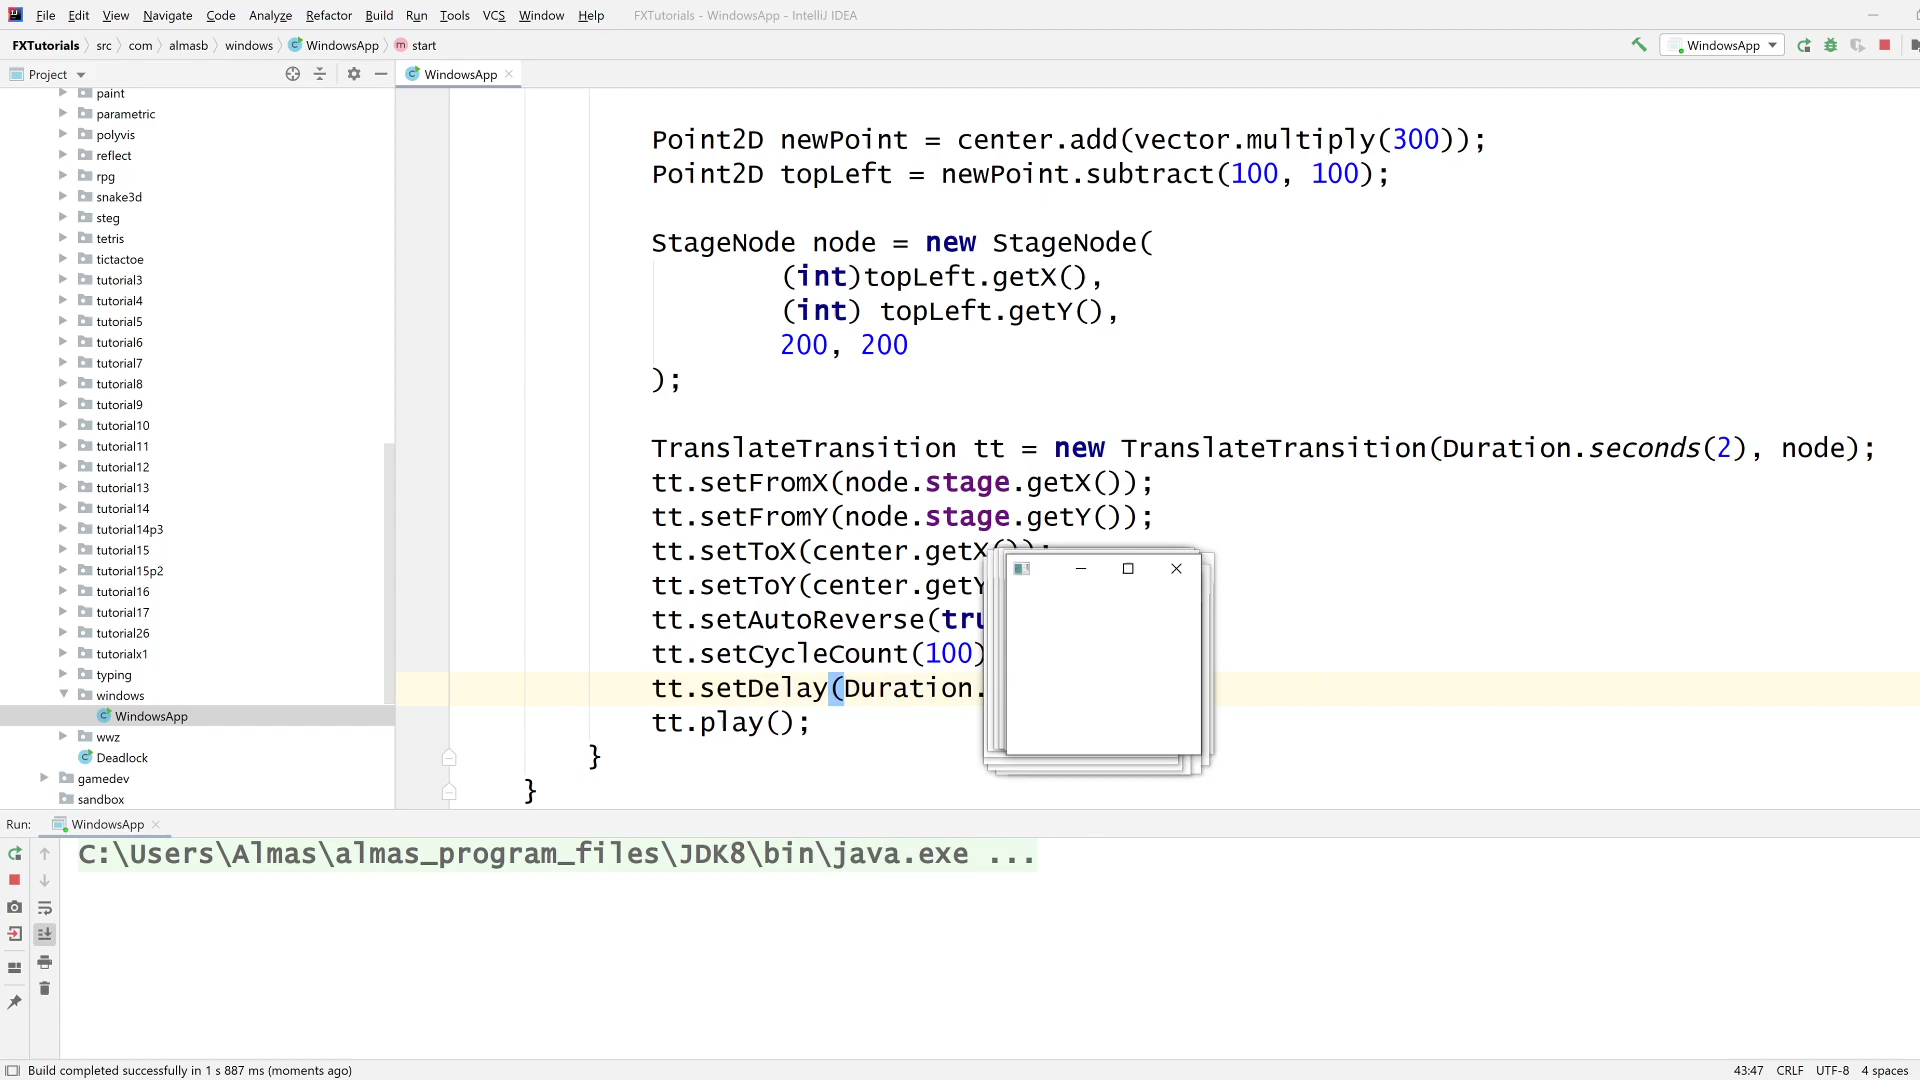 File Edit View Navigate Code Analyze Refactor Build Run Tools VCS Window Help FXTutorials - WindowsApp - IntelliJ IDEA
FXTutorials src com almasb windows WindowsApp start WindowsApp
Project WindowsApp
paint
parametric
polyvis
reflect
rpg
snake3d
steg
tetris
tictactoe
tutorial3
tutorial4
tutorial5
tutorial6
tutorial7
tutorial8
tutorial9
tutorial10
tutorial11
tutorial12
tutorial13
tutorial14
tutorial14p3
tutorial15
tutorial15p2
tutorial16
tutorial17
tutorial26
tutorialx1
typing
windows
WindowsApp
wwz
Deadlock
gamedev
sandbox
Point2D newPoint = center.add(vector.multiply(300));
Point2D topLeft = newPoint.subtract(100, 100);
StageNode node = new StageNode(
(int)topLeft.getX(),
(int) topLeft.getY(),
200, 200
);
TranslateTransition tt = new TranslateTransition(Duration.seconds(2), node);
tt.setFromX(node.stage.getX());
tt.setFromY(node.stage.getY());
tt.setToX(center.getX());
tt.setToY(center.getY
tt.setAutoReverse(tru
tt.setCycleCount(100)
tt.setDelay(Duration.
tt.play();
}
}
Run: WindowsApp
C:\Users\Almas\almas_program_files\JDK8\bin\java.exe ...
Build completed successfully in 1 s 887 ms (moments ago) 43:47 CRLF UTF-8 4 spaces